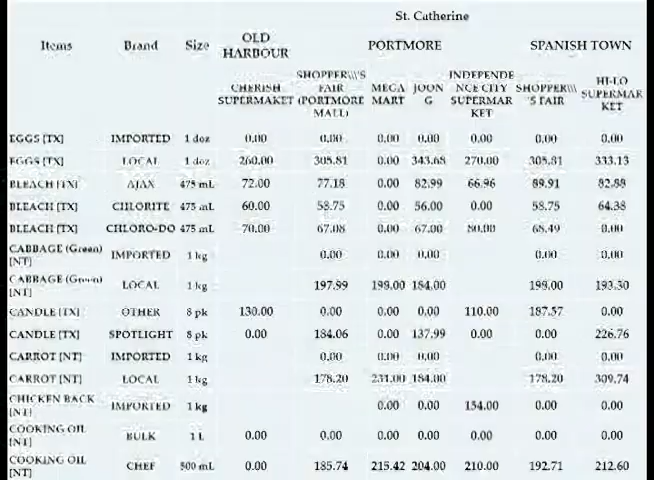 St. Catherine
Items Brand Size OLD HARBOUR PORTMORE SPANISH TOWN
CHERISH SUPERMAKET SHOPPER\\\'S FAIR (PORTMORE MALL) MEGA MART JOONG INDEPENDENCE CITY SUPERMARKET SHOPPER\\\'S FAIR HI-LO SUPERMARKET
EGGS [TX] IMPORTED 1 doz 0.00 0.00 0.00 0.00 0.00 0.00 0.00
EGGS [TX] LOCAL 1 doz 260.00 305.81 0.00 343.68 270.00 305.81 333.13
BLEACH [TX] AJAX 475 mL 72.00 77.18 0.00 82.99 66.96 89.91 82.88
BLEACH [TX] CHLORITE 475 mL 60.00 58.75 0.00 56.00 0.00 58.75 64.38
BLEACH [TX] CHLORO-DO 475 mL 70.00 67.08 0.00 67.00 80.00 68.49 0.00
CABBAGE (Green) [NT] IMPORTED 1 kg 0.00 0.00 0.00 0.00 0.00
CABBAGE (Green) [NT] LOCAL 1 kg 197.99 198.00 184.00 198.00 193.30
CANDLE [TX] OTHER 8 pk 130.00 0.00 0.00 0.00 110.00 187.57 0.00
CANDLE [TX] SPOTLIGHT 8 pk 0.00 184.06 0.00 137.99 0.00 0.00 226.76
CARROT [NT] IMPORTED 1 kg 0.00 0.00 0.00 0.00 0.00
CARROT [NT] LOCAL 1 kg 178.20 231.00 184.00 178.20 309.74
CHICKEN BACK [NT] IMPORTED 1 kg 0.00 0.00 154.00 0.00 0.00
COOKING OIL [NT] BULK 1 L 0.00 0.00 0.00 0.00 0.00 0.00 0.00
COOKING OIL [NT] CHEF 500 mL 0.00 185.74 215.42 204.00 210.00 192.71 212.60